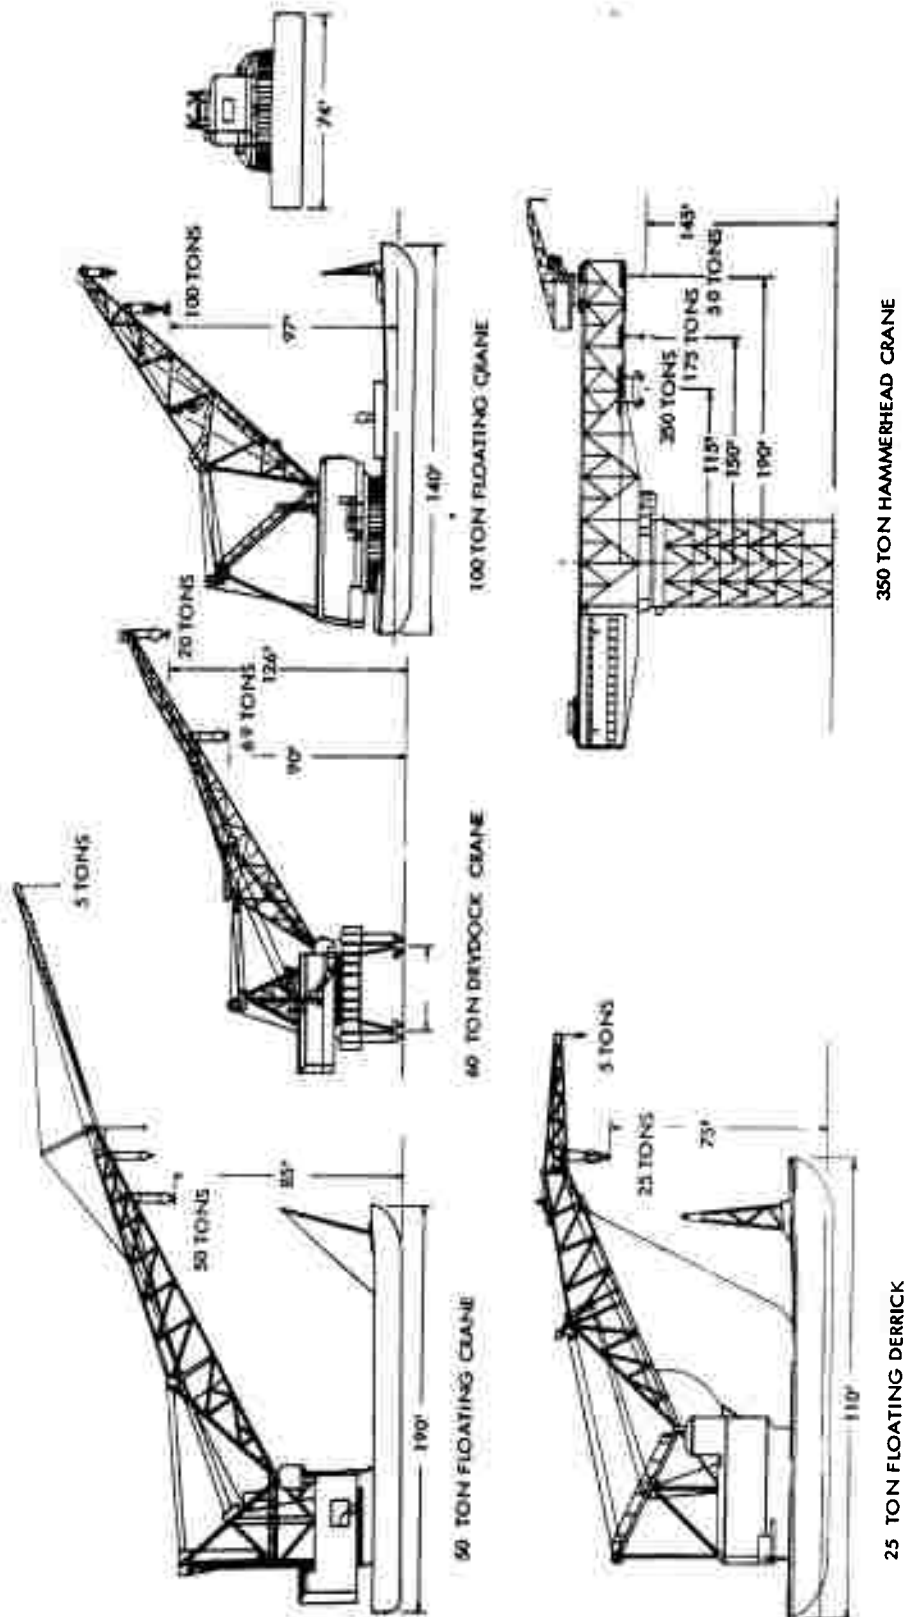 5 TONS
50 TONS
85'
190'
50 TON FLOATING CRANE
20 TONS
126'
90'
60 TON DRYDOCK CRANE
100 TONS
97'
140'
100 TON FLOATING CRANE
74'
5 TONS
25 TONS
75'
110'
25 TON FLOATING DERRICK
145'
50 TONS
175 TONS
350 TONS
115'
150'
190'
350 TON HAMMERHEAD CRANE